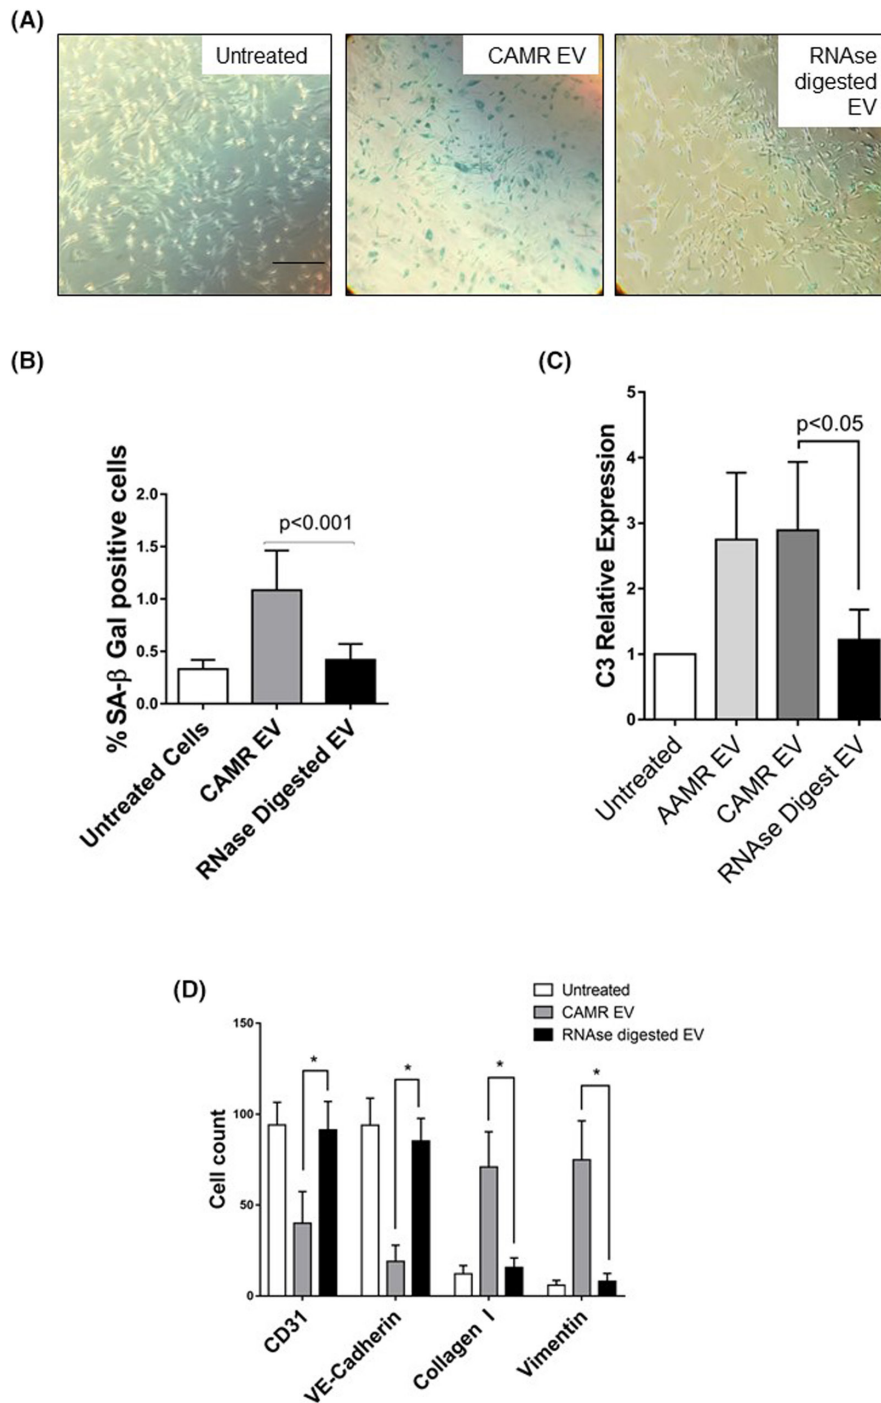 (A)
Untreated
CAMR EV
RNAse
digested
EV
(B)
% SA-β Gal positive cells
2.0
1.5
1.0
0.5
0.0
p<0.001
Untreated Cells
CAMR EV
RNase Digested EV
(C)
C3 Relative Expression
5
4
3
2
1
0
p<0.05
Untreated
AAMR EV
CAMR EV
RNAse Digest EV
(D)
Untreated
CAMR EV
RNAse digested EV
Cell count
150
100
50
0
*
*
*
*
CD31
VE-Cadherin
Collagen I
Vimentin